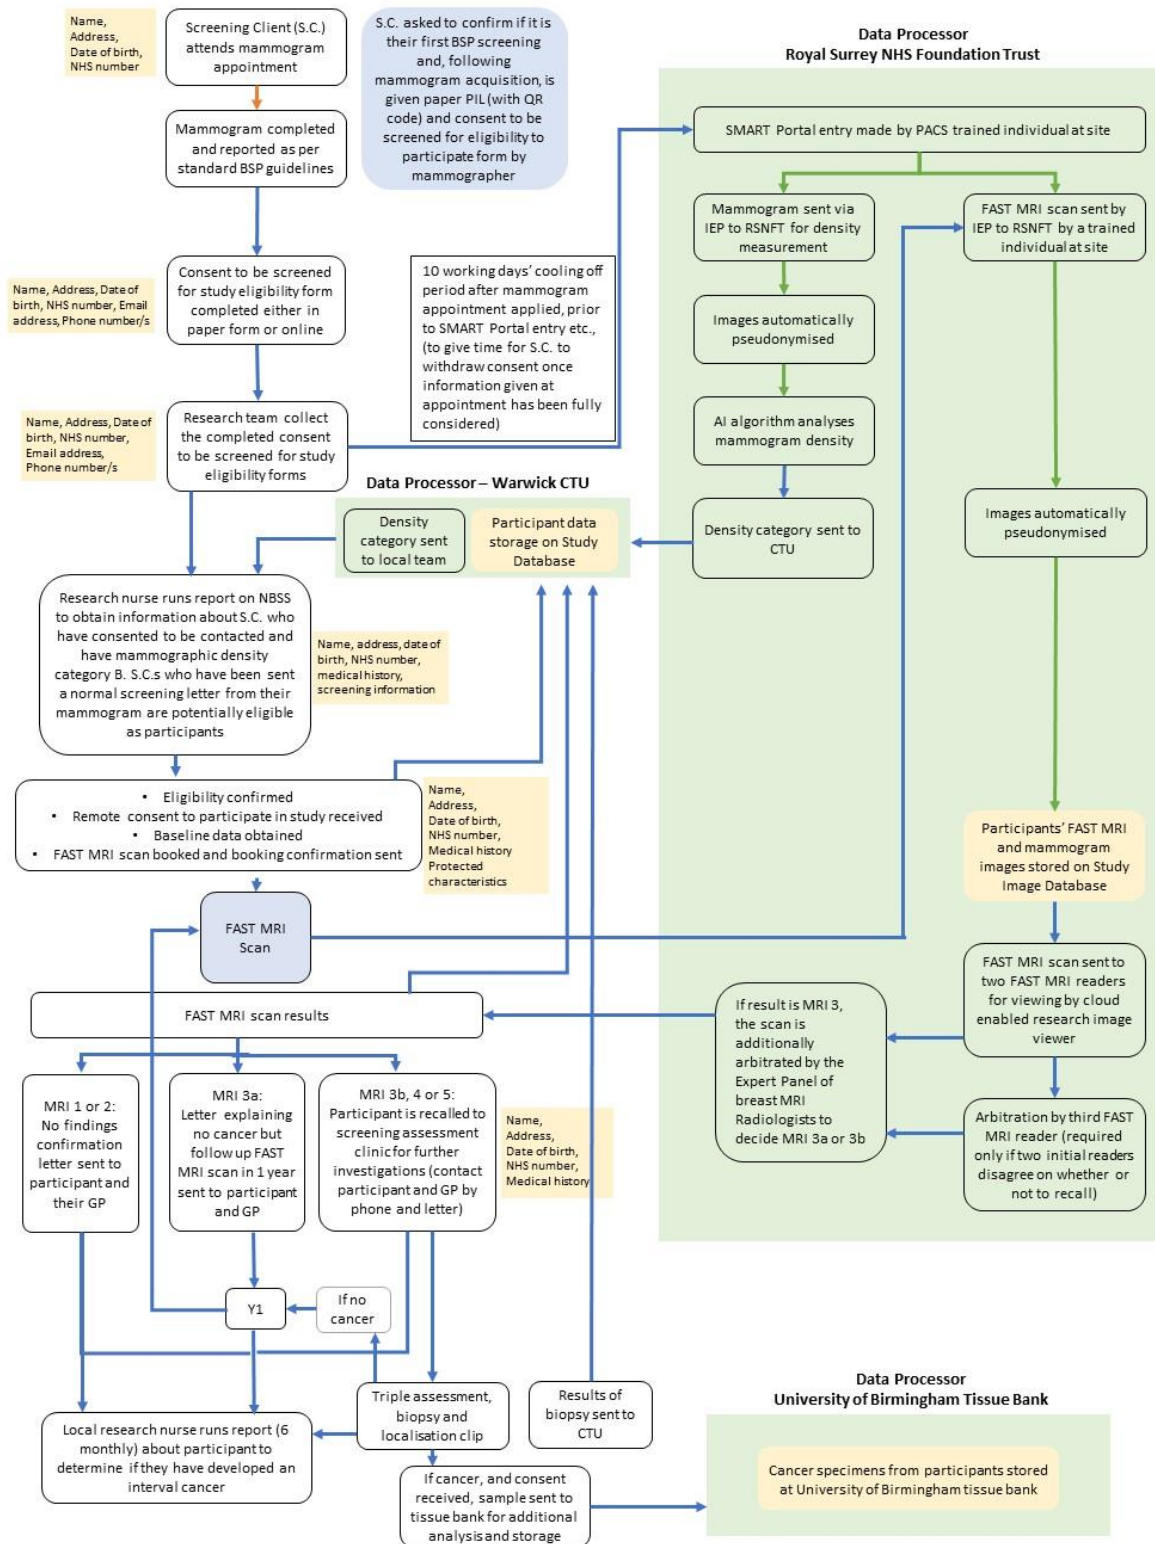 Name,
Address,
Date of birth,
NHS number
Screening Client (S.C.)
attends mammogram
appointment
S.C. asked to confirm if it is
their first BSP screening
and, following
mammogram acquisition, is
given paper PIL (with QR
code) and consent to be
screened for eligibility to
participate form by
mammographer
Data Processor
Royal Surrey NHS Foundation Trust
Mammogram completed
and reported as per
standard BSP guidelines
SMART Portal entry made by PACS trained individual at site
Mammogram sent via
IEP to RSNFT for density
measurement
FAST MRI scan sent by
IEP to RSNFT by a trained
individual at site
Name, Address, Date of
birth, NHS number, Email
address, Phone number/s
Consent to be screened
for study eligibility form
completed either in
paper form or online
10 working days' cooling off
period after mammogram
appointment applied, prior
to SMART Portal entry etc.,
(to give time for S.C. to
withdraw consent once
information given at
appointment has been fully
considered)
Images automatically
pseudonymised
AI algorithm analyses
mammogram density
Name, Address, Date of
birth, NHS number,
Email address,
Phone number/s
Research team collect
the completed consent
to be screened for study
eligibility forms
Data Processor – Warwick CTU
Density
category sent
to local team
Participant data
storage on Study
Database
Density category sent to
CTU
Images automatically
pseudonymised
Research nurse runs report on NBSS
to obtain information about S.C. who
have consented to be contacted and
have mammographic density
category B. S.C.s who have been sent
a normal screening letter from their
mammogram are potentially eligible
as participants
Name, address, date of
birth, NHS number,
medical history,
screening information
• Eligibility confirmed
• Remote consent to participate in study received
• Baseline data obtained
• FAST MRI scan booked and booking confirmation sent
Name,
Address,
Date of birth,
NHS number,
Medical history
Protected
characteristics
Participants' FAST MRI
and mammogram
images stored on Study
Image Database
FAST MRI
Scan
FAST MRI scan sent to
two FAST MRI readers
for viewing by cloud
enabled research image
viewer
If result is MRI 3,
the scan is
additionally
arbitrated by the
Expert Panel of
breast MRI
Radiologists to
decide MRI 3a or 3b
FAST MRI scan results
Arbitration by third FAST
MRI reader (required
only if two initial readers
disagree on whether or
not to recall)
MRI 1 or 2:
No findings
confirmation
letter sent to
participant and
their GP
MRI 3a:
Letter explaining
no cancer but
follow up FAST
MRI scan in 1 year
sent to participant
and GP
MRI 3b, 4 or 5:
Participant is recalled to
screening assessment
clinic for further
investigations (contact
participant and GP by
phone and letter)
Name,
Address,
Date of birth,
NHS number,
Medical history
Y1
If no
cancer
Triple assessment,
biopsy and
localisation clip
Results of
biopsy sent to
CTU
Data Processor
University of Birmingham Tissue Bank
Local research nurse runs report (6
monthly) about participant to
determine if they have developed an
interval cancer
If cancer, and consent
received, sample sent to
tissue bank for additional
analysis and storage
Cancer specimens from participants stored
at University of Birmingham tissue bank